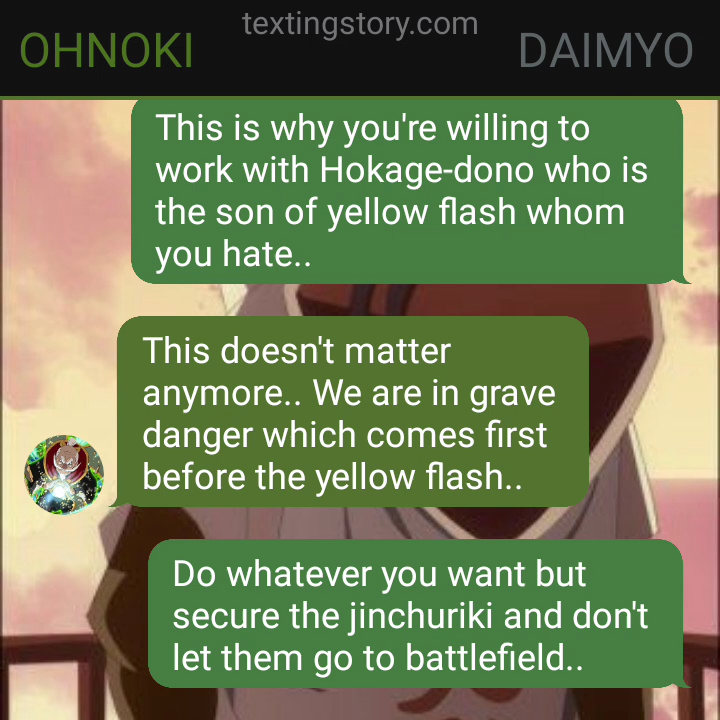 textingstory.com
OHNOKI
DAIMYO
This is why you're willing to
work with Hokage-dono who is
the son of yellow flash whom
you hate..
This doesn't matter
anymore.. We are in grave
danger which comes first
before the yellow flash..
Do whatever you want but
secure the jinchuriki and don't
let them go to battlefield..